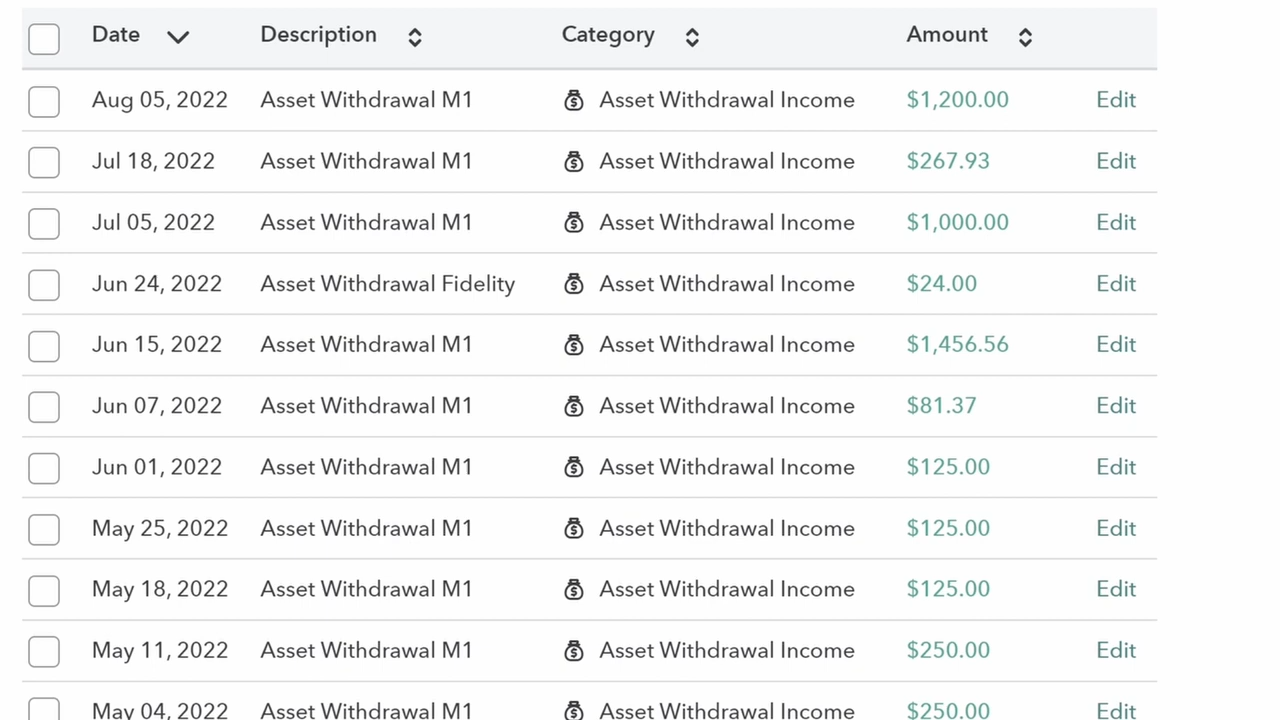 Date Description Category Amount
Aug 05, 2022 Asset Withdrawal M1 Asset Withdrawal Income $1,200.00 Edit
Jul 18, 2022 Asset Withdrawal M1 Asset Withdrawal Income $267.93 Edit
Jul 05, 2022 Asset Withdrawal M1 Asset Withdrawal Income $1,000.00 Edit
Jun 24, 2022 Asset Withdrawal Fidelity Asset Withdrawal Income $24.00 Edit
Jun 15, 2022 Asset Withdrawal M1 Asset Withdrawal Income $1,456.56 Edit
Jun 07, 2022 Asset Withdrawal M1 Asset Withdrawal Income $81.37 Edit
Jun 01, 2022 Asset Withdrawal M1 Asset Withdrawal Income $125.00 Edit
May 25, 2022 Asset Withdrawal M1 Asset Withdrawal Income $125.00 Edit
May 18, 2022 Asset Withdrawal M1 Asset Withdrawal Income $125.00 Edit
May 11, 2022 Asset Withdrawal M1 Asset Withdrawal Income $250.00 Edit
May 04, 2022 Asset Withdrawal M1 Asset Withdrawal Income $250.00 Edit